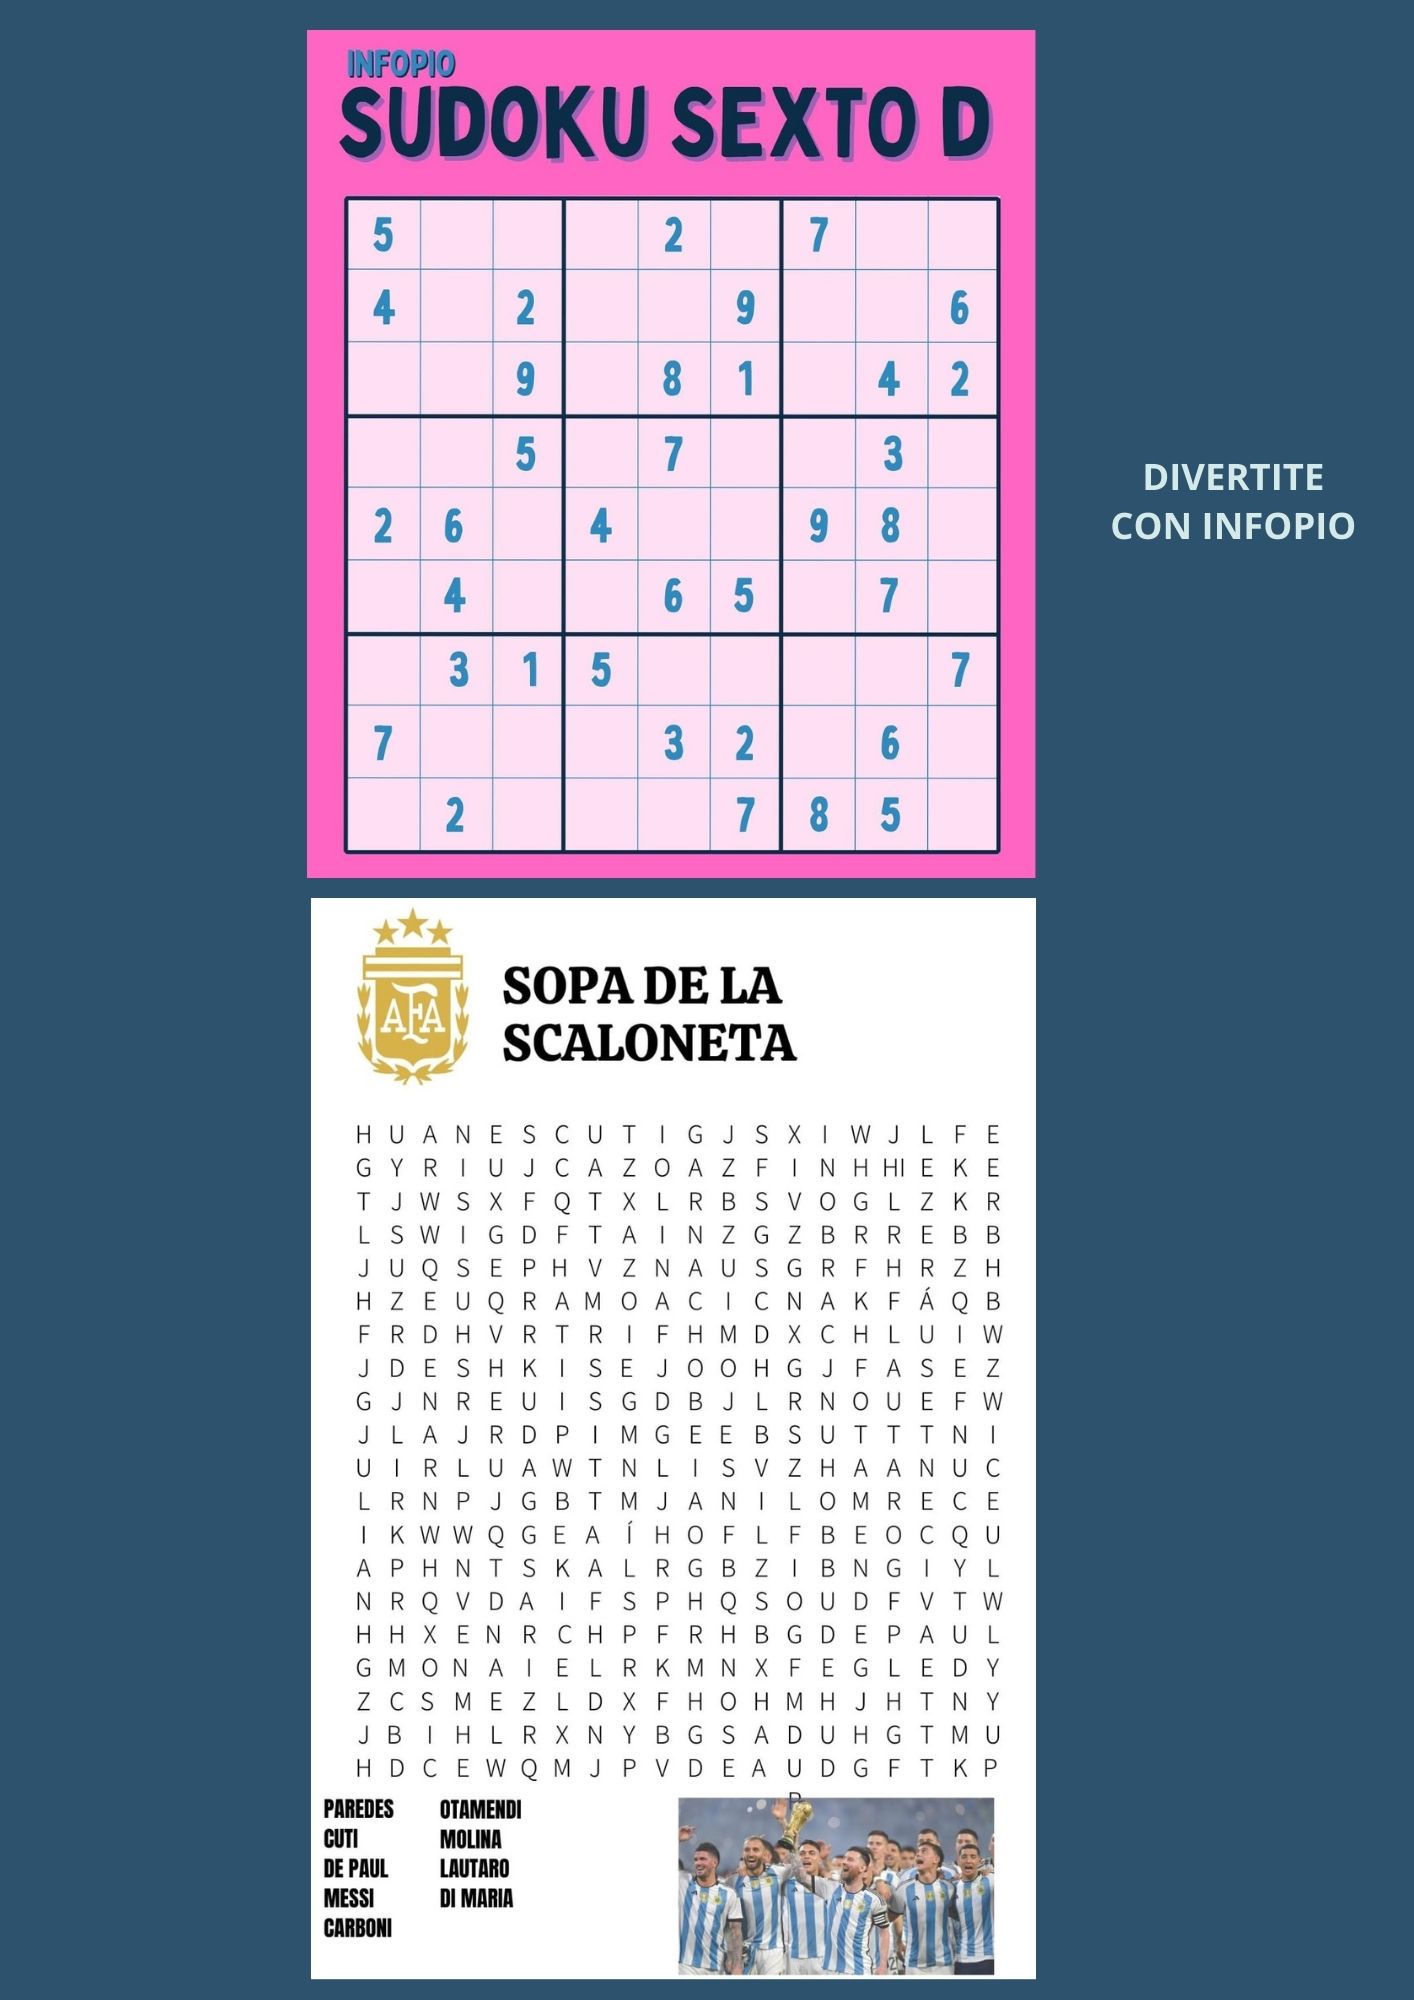 INFOPIO
SUDOKU SEXTO D
5 2 7
4 2 9 6
9 8 1 4 2
5 7 3
2 6 4 9 8
4 6 5 7
3 1 5 7
7 3 2 6
2 7 8 5
DIVERTITE
CON INFOPIO
AFA
SOPA DE LA
SCALONETA
H U A N E S C U T I G J S X I W J L F E
G Y R I U J C A Z O A Z F I N H HI E K E
T J W S X F Q T X L R B S V O G L Z K R
L S W I G D F T A I N Z G Z B R R E B B
J U Q S E P H V Z N A U S G R F H R Z H
H Z E U Q R A M O A C I C N A K F Á Q B
F R D H V R T R I F H M D X C H L U I W
J D E S H K I S E J O O H G J F A S E Z
G J N R E U I S G D B J L R N O U E F W
J L A J R D P I M G E E B S U T T T N I
U I R L U A W T N L I S V Z H A A N U C
L R N P J G B T M J A N I L O M R E C E
I K W W Q G E A Í H O F L F B E O C Q U
A P H N T S K A L R G B Z I B N G I Y L
N R Q V D A I F S P H Q S O U D F V T W
H H X E N R C H P F R H B G D E P A U L
G M O N A I E L R K M N X F E G L E D Y
Z C S M E Z L D X F H O H M H J H T N Y
J B I H L R X N Y B G S A D U H G T M U
H D C E W Q M J P V D E A U D G F T K P
PAREDES
CUTI
DE PAUL
MESSI
CARBONI
OTAMENDI
MOLINA
LAUTARO
DI MARIA